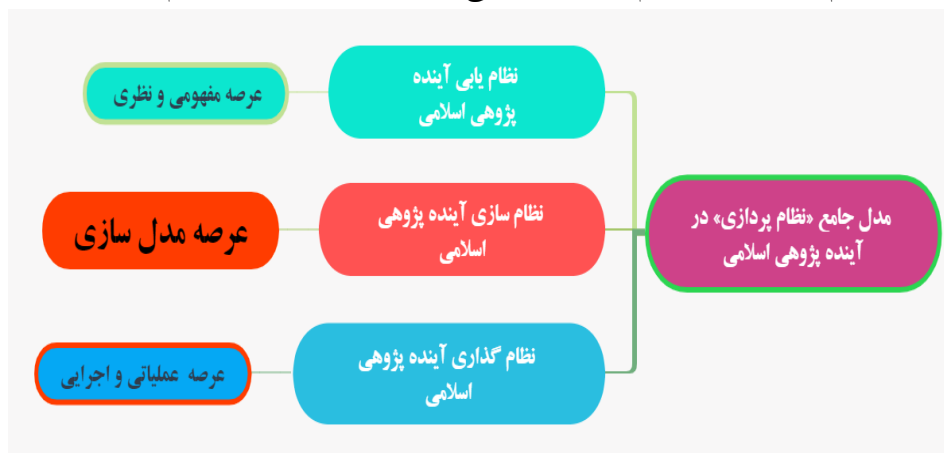 مدل جامع «نظام پردازی» در
آینده پژوهی اسلامی
نظام یابی آینده
پژوهی اسلامی
عرصه مفهومی و نظری
نظام سازی آینده پژوهی
اسلامی
عرصه مدل سازی
نظام گذاری آینده پژوهی
اسلامی
عرصه عملیاتی و اجرایی